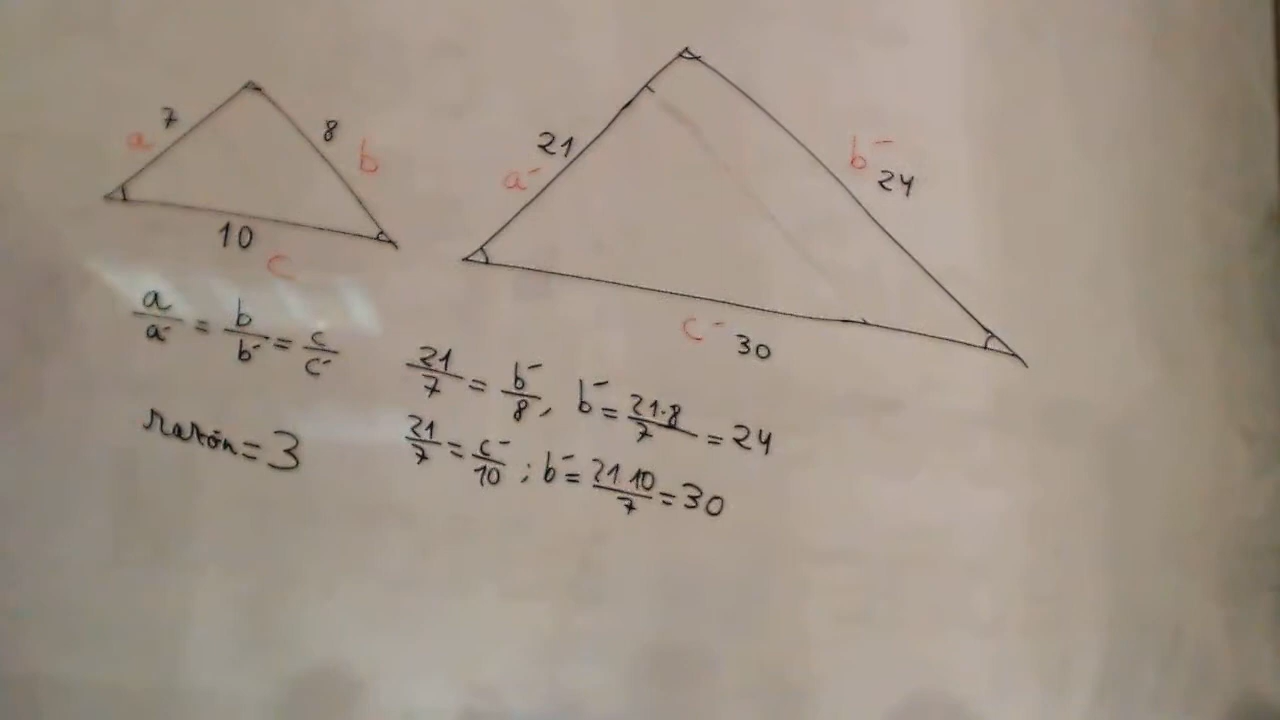 7
a
8
b
10
c
21
a-
b-
24
c-
30
a/a- = b/b- = c/c-
razón = 3
21/7 = b-/8, b- = 21·8/7 = 24
21/7 = c-/10 ; b- = 21 10/7 = 30